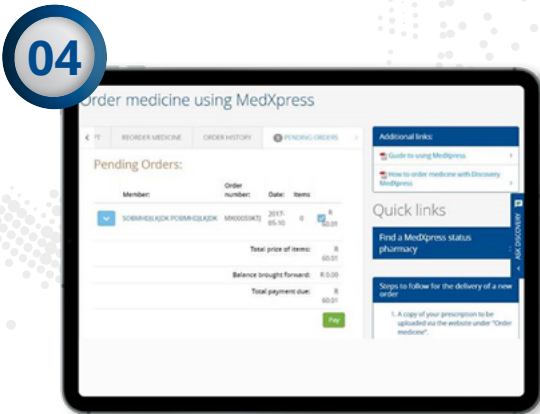 04
Order medicine using MedXpress
REORDER MEDICINE ORDER HISTORY PENDING ORDERS
Pending Orders:
Member: Order number: Date: Items
2017-05-10 0 R 60.01
Total price of items: R 60.01
Balance brought forward: R 0.00
Total payment due: R 60.01
Pay
Additional links:
Guide to using MedXpress
How to order medicine with Discovery
MedXpress
Quick links
Find a MedXpress status
pharmacy
Steps to follow for the delivery of a new
order
1. A copy of your prescription to be
uploaded via the website under "Order
medicine".
ASK DISCOVERY